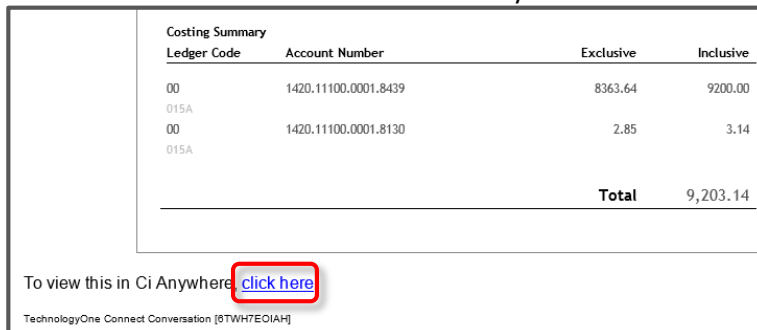 Costing Summary
Ledger Code Account Number Exclusive Inclusive
00 1420.11100.0001.8439 8363.64 9200.00
015A
00 1420.11100.0001.8130 2.85 3.14
015A
Total 9,203.14
To view this in Ci Anywhere, click here
TechnologyOne Connect Conversation [6TWH7EOIAH]